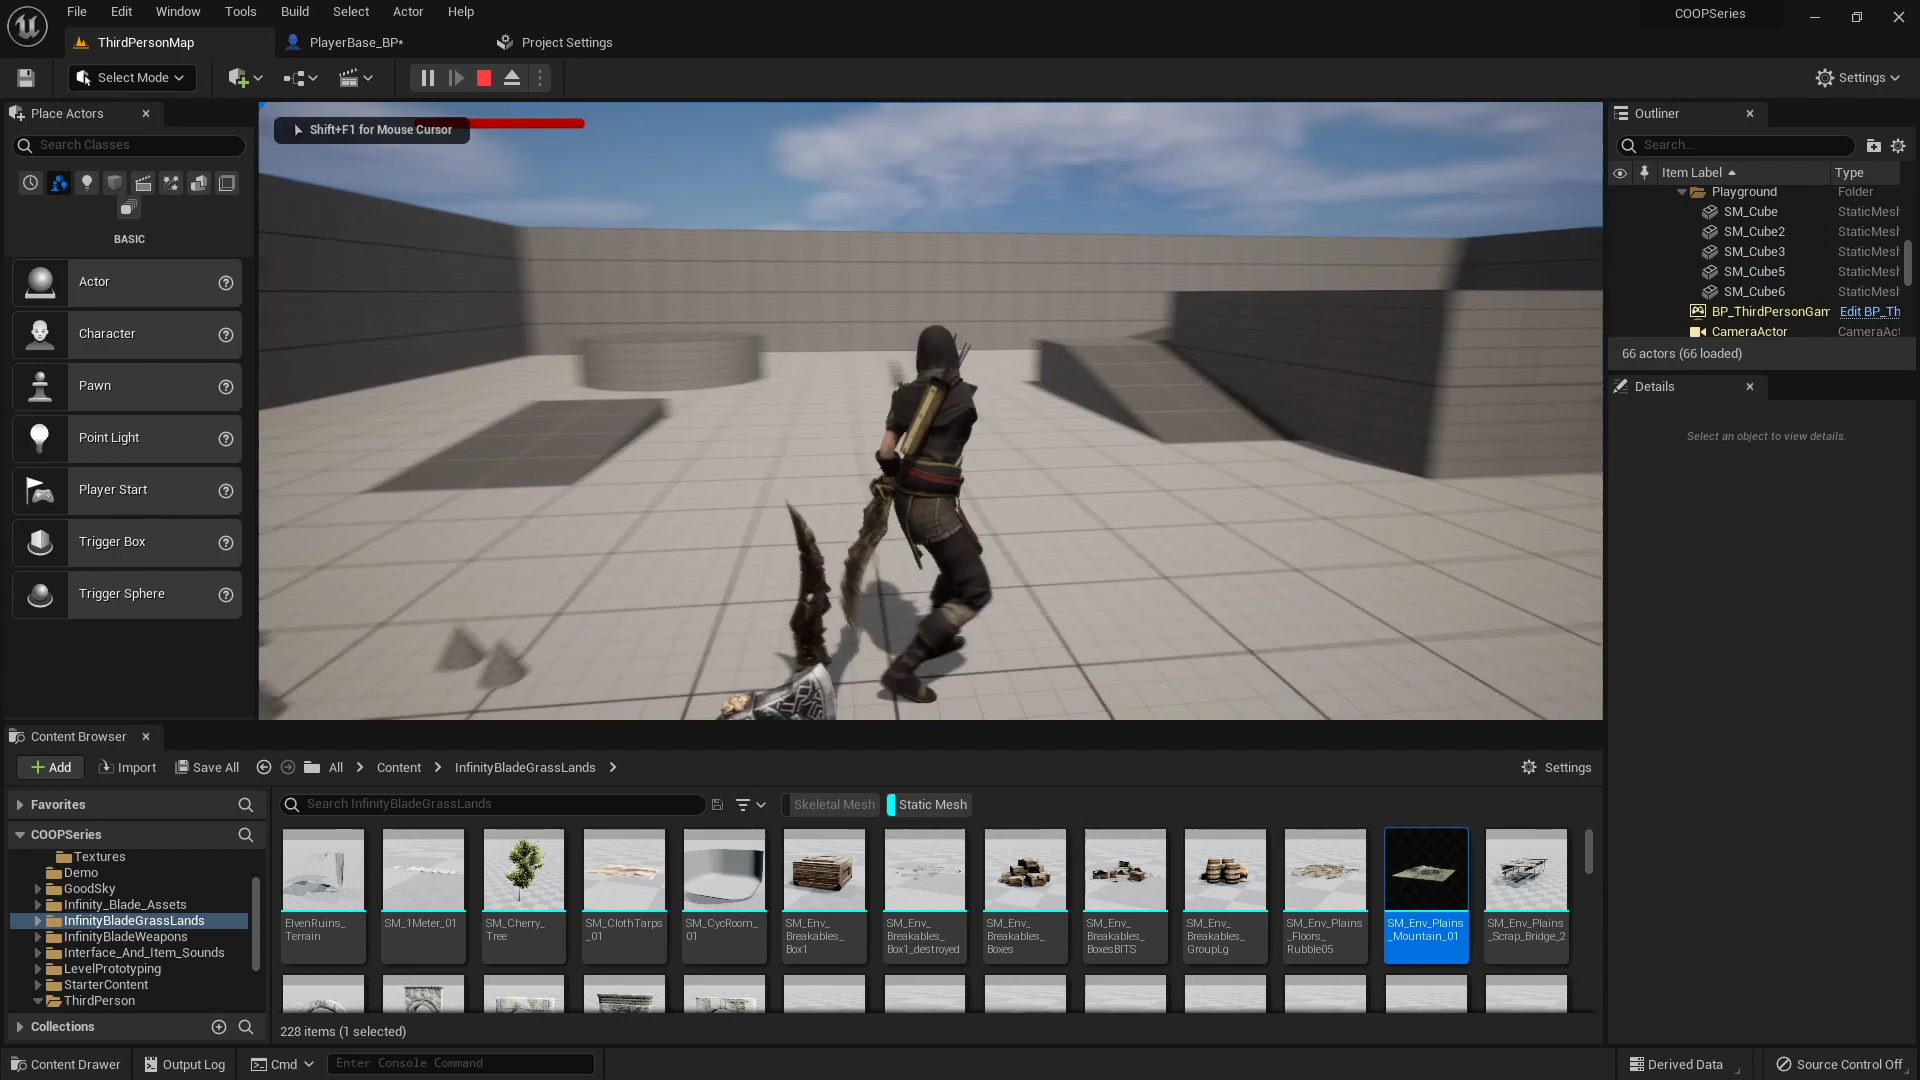 File Edit Window Tools Build Select Actor Help
COOPSeries
ThirdPersonMap
PlayerBase_BP*
Project Settings
Select Mode
Settings
Place Actors
Search Classes
BASIC
Actor
Character
Pawn
Point Light
Player Start
Trigger Box
Trigger Sphere
Shift+F1 for Mouse Cursor
Outliner
Search...
Item Label Type
Playground Folder
SM_Cube StaticMesh
SM_Cube2 StaticMesh
SM_Cube3 StaticMesh
SM_Cube5 StaticMesh
SM_Cube6 StaticMesh
BP_ThirdPersonGam Edit BP_Th
CameraActor CameraAct
66 actors (66 loaded)
Details
Select an object to view details.
Content Browser
Add Import Save All All Content InfinityBladeGrassLands
Settings
Favorites
COOPSeries
Textures
Demo
GoodSky
Infinity_Blade_Assets
InfinityBladeGrassLands
InfinityBladeWeapons
Interface_And_Item_Sounds
LevelPrototyping
StarterContent
ThirdPerson
Collections
Search InfinityBladeGrassLands
Skeletal Mesh
Static Mesh
ElvenRuins_
Terrain
SM_1Meter_01
SM_Cherry_
Tree
SM_ClothTarps
_01
SM_CycRoom_
01
SM_Env_
Breakables_
Box1
SM_Env_
Breakables_
Box1_destroyed
SM_Env_
Breakables_
Boxes
SM_Env_
Breakables_
BoxesBITS
SM_Env_
Breakables_
GroupLg
SM_Env_Plains_
Floors_
Rubble05
SM_Env_Plains
_Mountain_01
SM_Env_Plains
_Scrap_Bridge_2
228 items (1 selected)
Content Drawer
Output Log
Cmd
Enter Console Command
Derived Data
Source Control Off